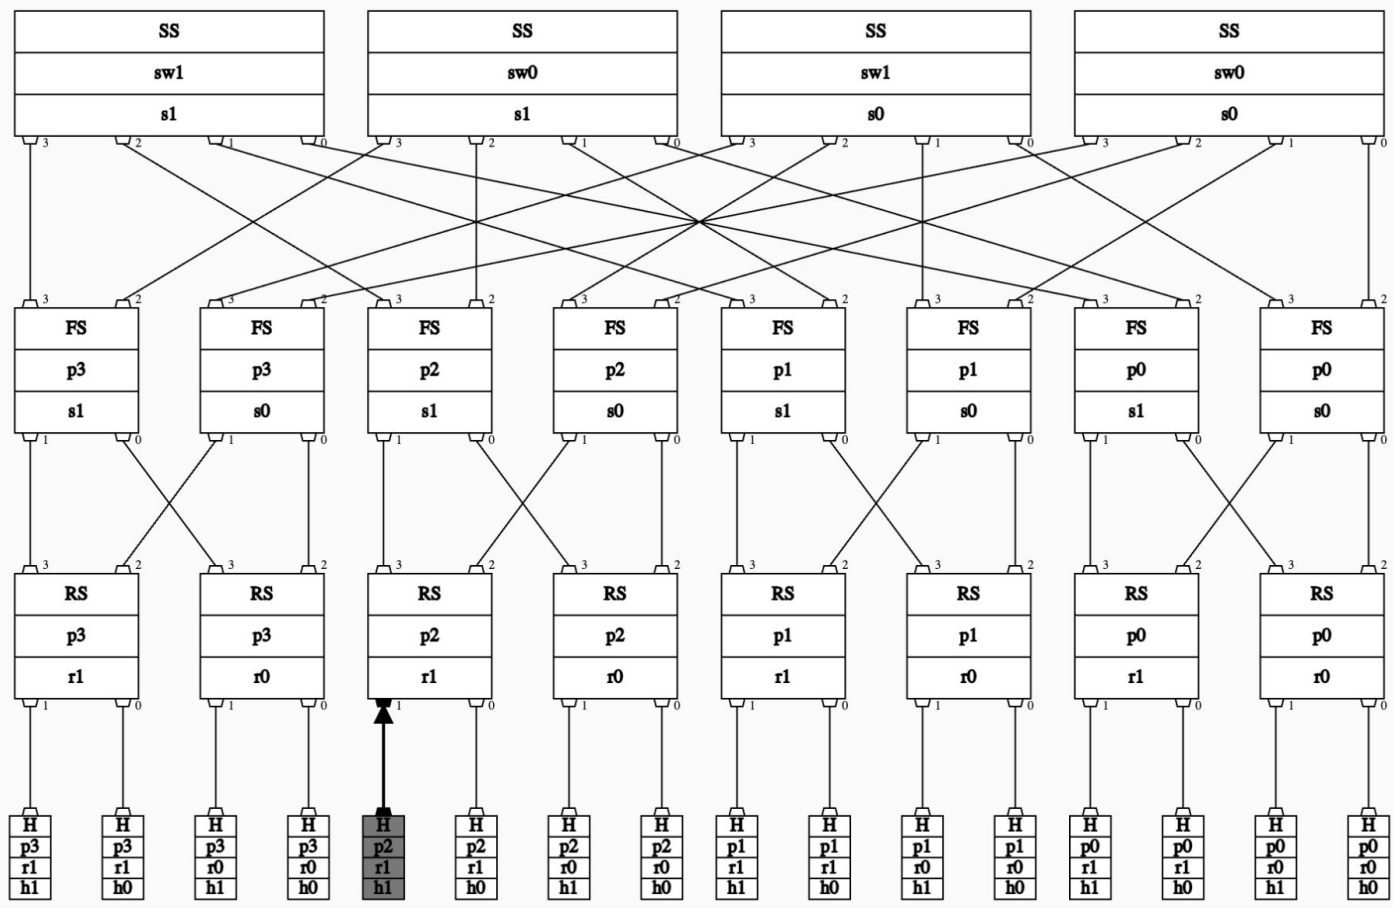 SS SS SS SS
sw1 sw0 sw1 sw0
s1 s1 s0 s0
3 2 1 0 3 2 1 0 3 2 1 0 3 2 1 0
3 2 3 2 3 2 3 2 3 2 3 2 3 2 3 2
FS FS FS FS FS FS FS FS
p3 p3 p2 p2 p1 p1 p0 p0
s1 s0 s1 s0 s1 s0 s1 s0
1 0 1 0 1 0 1 0 1 0 1 0 1 0 1 0
3 2 3 2 3 2 3 2 3 2 3 2 3 2 3 2
RS RS RS RS RS RS RS RS
p3 p3 p2 p2 p1 p1 p0 p0
r1 r0 r1 r0 r1 r0 r1 r0
1 0 1 0 1 0 1 0 1 0 1 0 1 0 1 0
H H H H H H H H H H H H H H H H
p3 p3 p3 p3 p2 p2 p2 p2 p1 p1 p1 p1 p0 p0 p0 p0
r1 r1 r0 r0 r1 r1 r0 r0 r1 r1 r0 r0 r1 r1 r0 r0
h1 h0 h1 h0 h1 h0 h1 h0 h1 h0 h1 h0 h1 h0 h1 h0